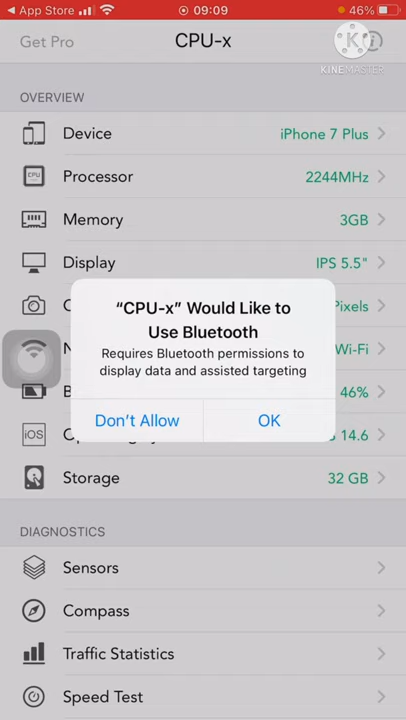 App Store 09:09 46%
Get Pro CPU-x
KINEMASTER
OVERVIEW
Device iPhone 7 Plus
Processor 2244MHz
CPU
Memory 3GB
Display IPS 5.5"
Pixels
Wi-Fi
46%
iOS 14.6
Storage 32 GB
“CPU-x” Would Like to
Use Bluetooth
Requires Bluetooth permissions to
display data and assisted targeting
Don’t Allow OK
DIAGNOSTICS
Sensors
Compass
Traffic Statistics
Speed Test